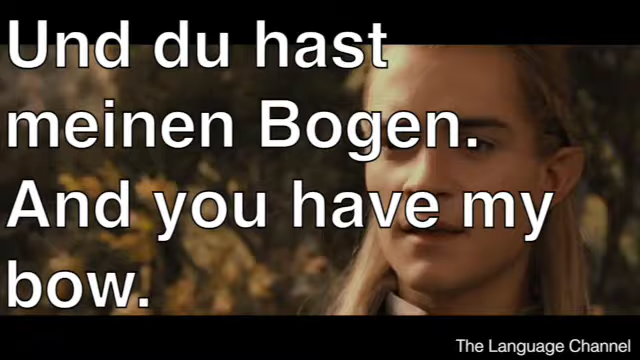 Und du hast
meinen Bogen.
And you have my
bow.
The Language Channel